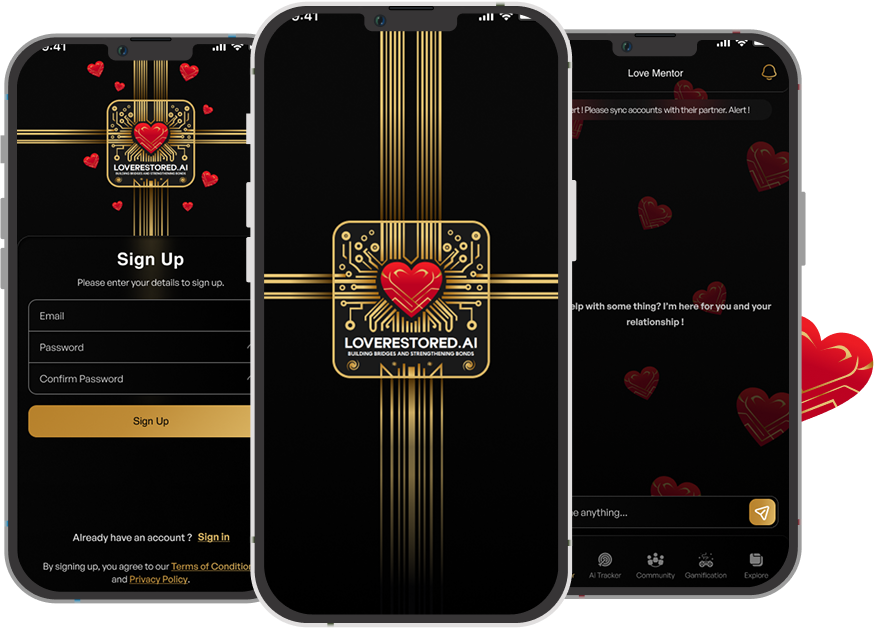 9:41
LOVERESTORED.AI
BUILDING BRIDGES AND STRENGTHENING BONDS
Sign Up
Please enter your details to sign up.
Email
Password
Confirm Password
Sign Up
Already have an account ? Sign in
By signing up, you agree to our Terms of Condition
and Privacy Policy.
9:41
LOVERESTORED.AI
BUILDING BRIDGES AND STRENGTHENING BONDS
Love Mentor
ert ! Please sync accounts with their partner. Alert !
elp with some thing? I'm here for you and your
relationship !
e anything...
AI Tracker
Community
Gamification
Explore